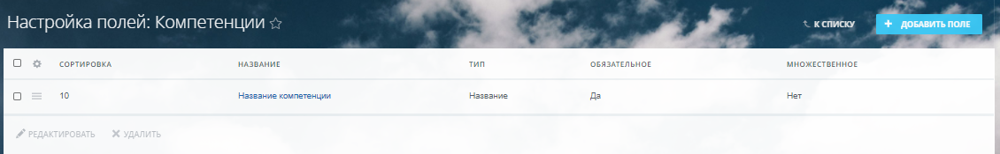 Настройка полей: Компетенции
К СПИСКУ
ДОБАВИТЬ ПОЛЕ
СОРТИРОВКА НАЗВАНИЕ ТИП ОБЯЗАТЕЛЬНОЕ МНОЖЕСТВЕННОЕ
10 Название компетенции Название Да Нет
РЕДАКТИРОВАТЬ УДАЛИТЬ